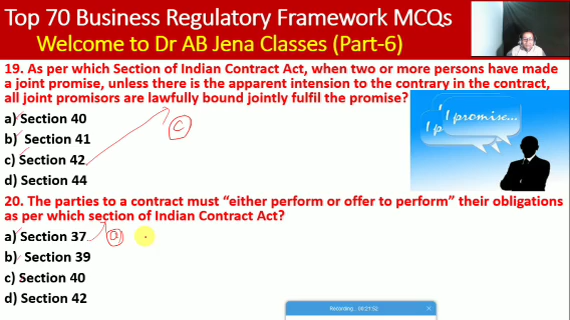 Top 70 Business Regulatory Framework MCQs
Welcome to Dr AB Jena Classes (Part-6)
19. As per which Section of Indian Contract Act, when two or more persons have made
a joint promise, unless there is the apparent intension to the contrary in the contract,
all joint promisors are lawfully bound jointly fulfil the promise?
a) Section 40
b) Section 41
c) Section 42
d) Section 44
C
I promise...
I p
20. The parties to a contract must “either perform or offer to perform” their obligations
as per which section of Indian Contract Act?
a) Section 37
b) Section 39
c) Section 40
d) Section 42
Recording... (0:21:52)